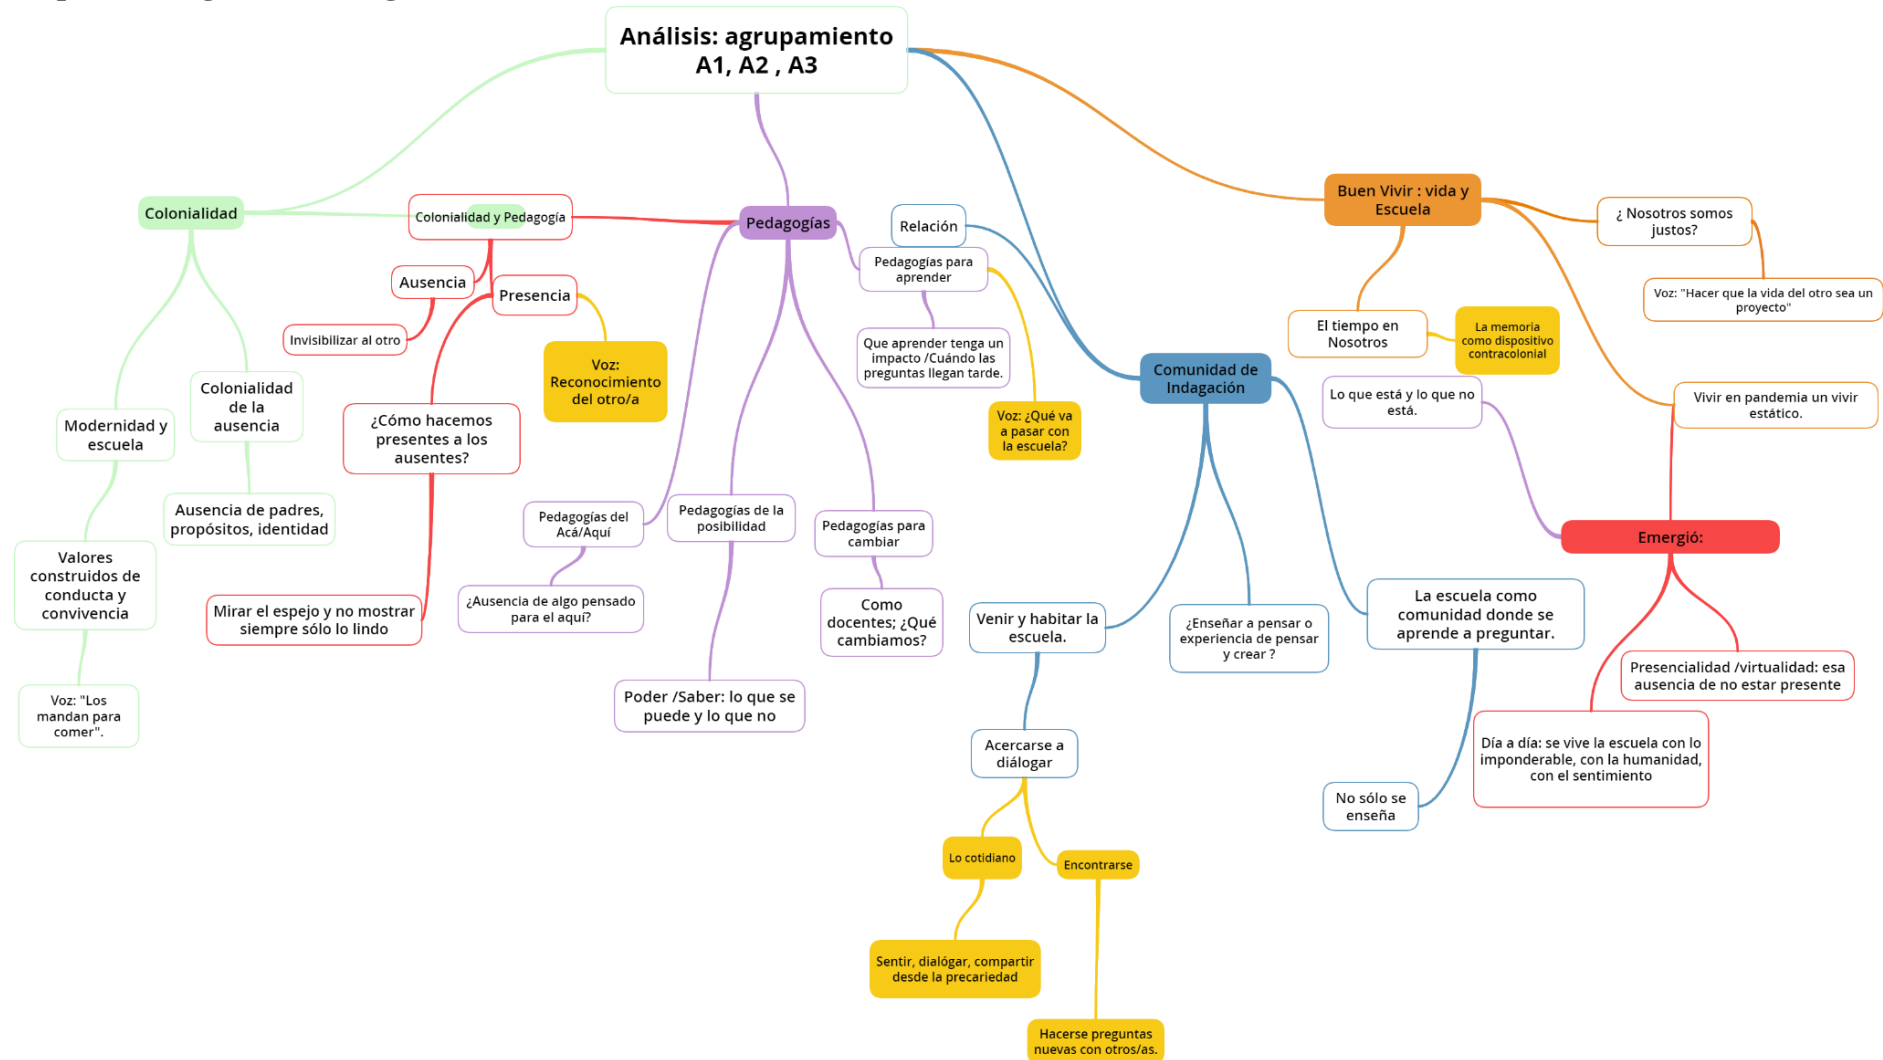 Análisis: agrupamiento
A1, A2 , A3
Colonialidad
Colonialidad y Pedagogía
Pedagogías
Relación
Buen Vivir : vida y
Escuela
¿ Nosotros somos
justos?
Ausencia
Presencia
Invisibilizar al otro
Voz:
Reconocimiento
del otro/a
Pedagogías para
aprender
Que aprender tenga un
impacto /Cuándo las
preguntas llegan tarde.
Voz: ¿Qué va
a pasar con
la escuela?
Voz: "Hacer que la vida del otro sea un
proyecto"
El tiempo en
Nosotros
La memoria
como dispositivo
contracolonial
Comunidad de
Indagación
Lo que está y lo que no
está.
Vivir en pandemia un vivir
estático.
Modernidad y
escuela
Colonialidad
de la
ausencia
¿Cómo hacemos
presentes a los
ausentes?
Ausencia de padres,
propósitos, identidad
Pedagogías del
Acá/Aquí
Pedagogías de la
posibilidad
Pedagogías para
cambiar
Emergió:
Valores
construidos de
conducta y
convivencia
Mirar el espejo y no mostrar
siempre sólo lo lindo
¿Ausencia de algo pensado
para el aquí?
Como
docentes; ¿Qué
cambiamos?
Venir y habitar la
escuela.
¿Enseñar a pensar o
experiencia de pensar
y crear ?
La escuela como
comunidad donde se
aprende a preguntar.
Presencialidad /virtualidad: esa
ausencia de no estar presente
Voz: "Los
mandan para
comer".
Poder /Saber: lo que se
puede y lo que no
Acercarse a
diálogar
Día a día: se vive la escuela con lo
imponderable, con la humanidad,
con el sentimiento
No sólo se
enseña
Lo cotidiano
Encontrarse
Sentir, dialógar, compartir
desde la precariedad
Hacerse preguntas
nuevas con otros/as.